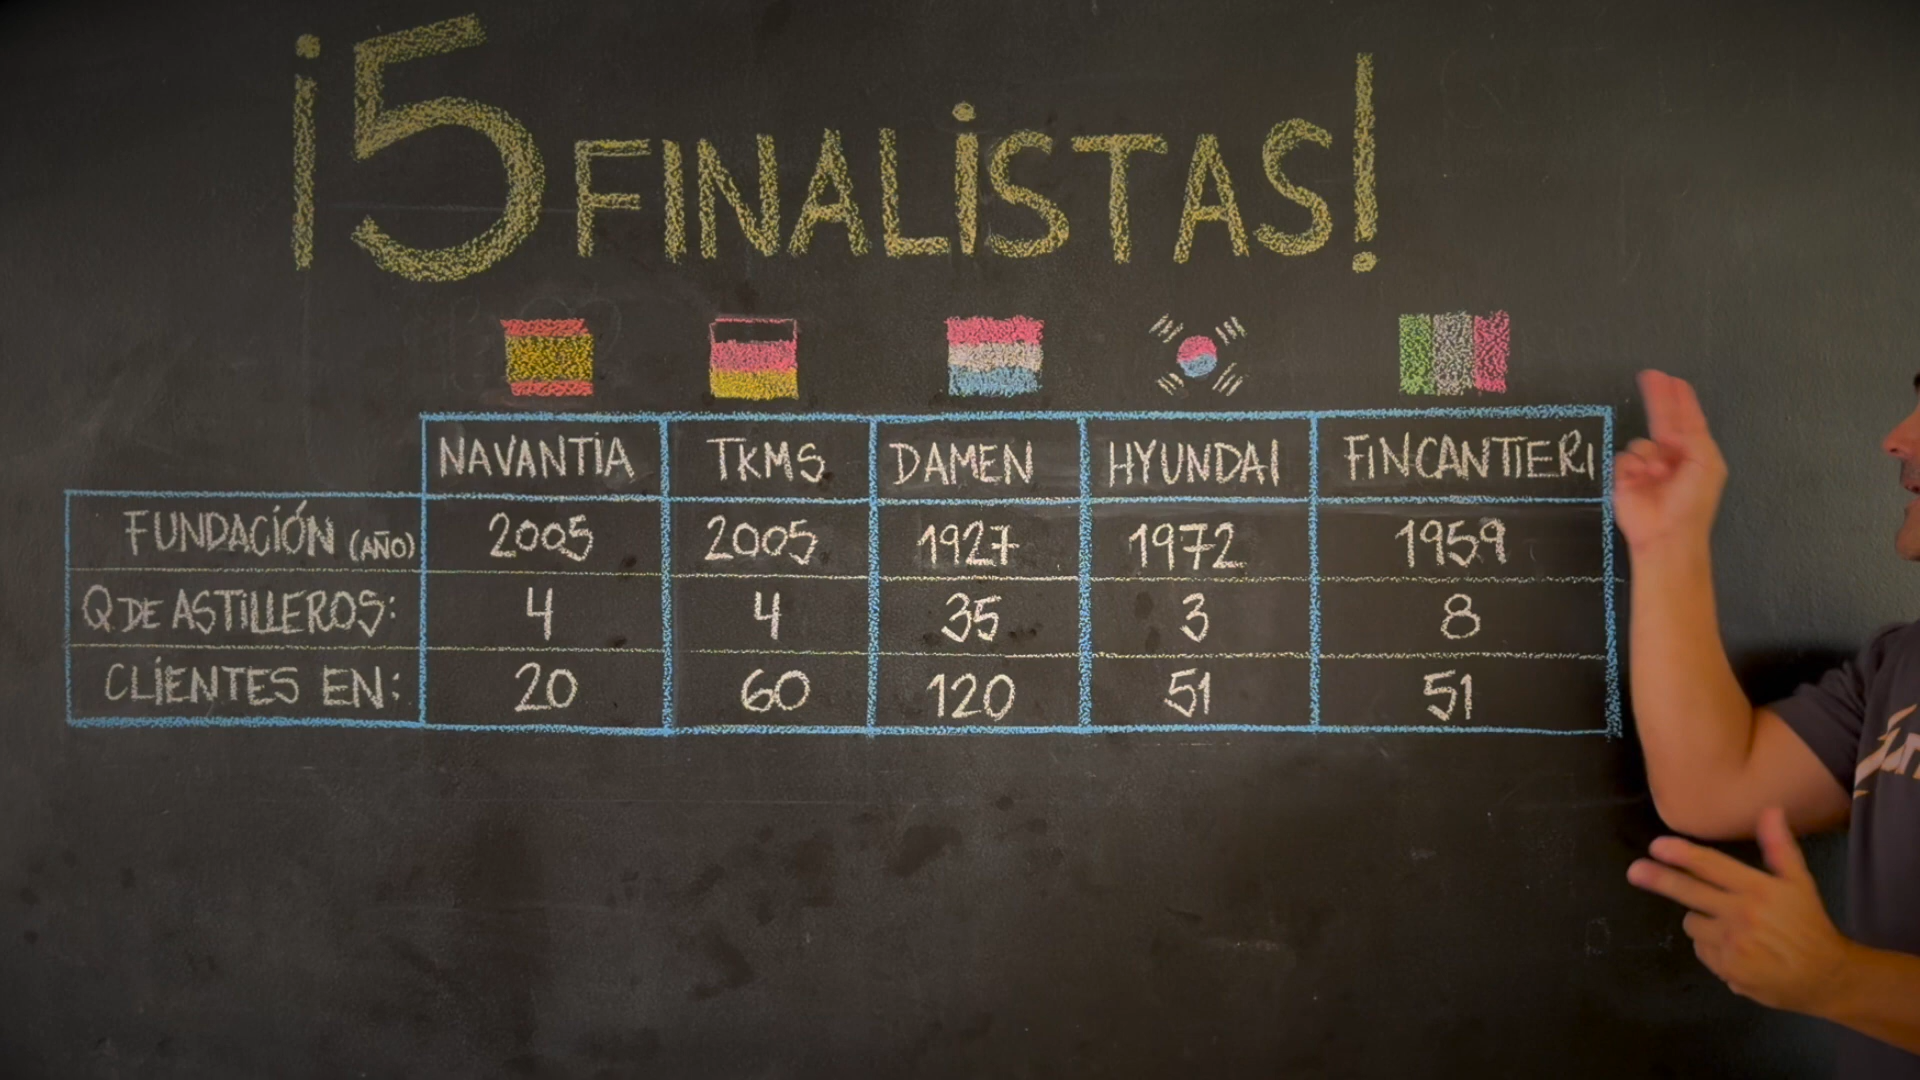 ¡5 FINALISTAS!
NAVANTIA TKMS DAMEN HYUNDAI FINCANTIERI
FUNDACIÓN (AÑO) 2005 2005 1927 1972 1959
Q DE ASTILLEROS: 4 4 35 3 8
CLIENTES EN: 20 60 120 51 51